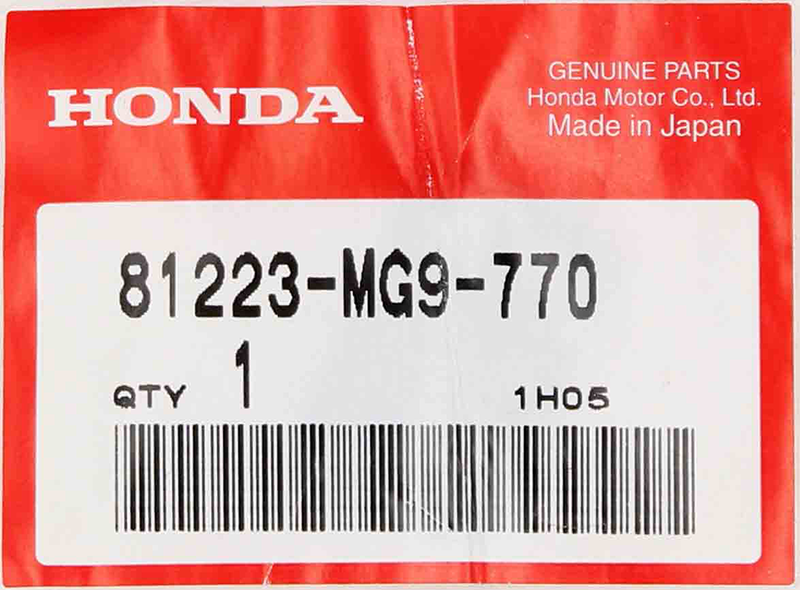 HONDA
GENUINE PARTS
Honda Motor Co., Ltd.
Made in Japan
81223-MG9-770
QTY 1 1H05